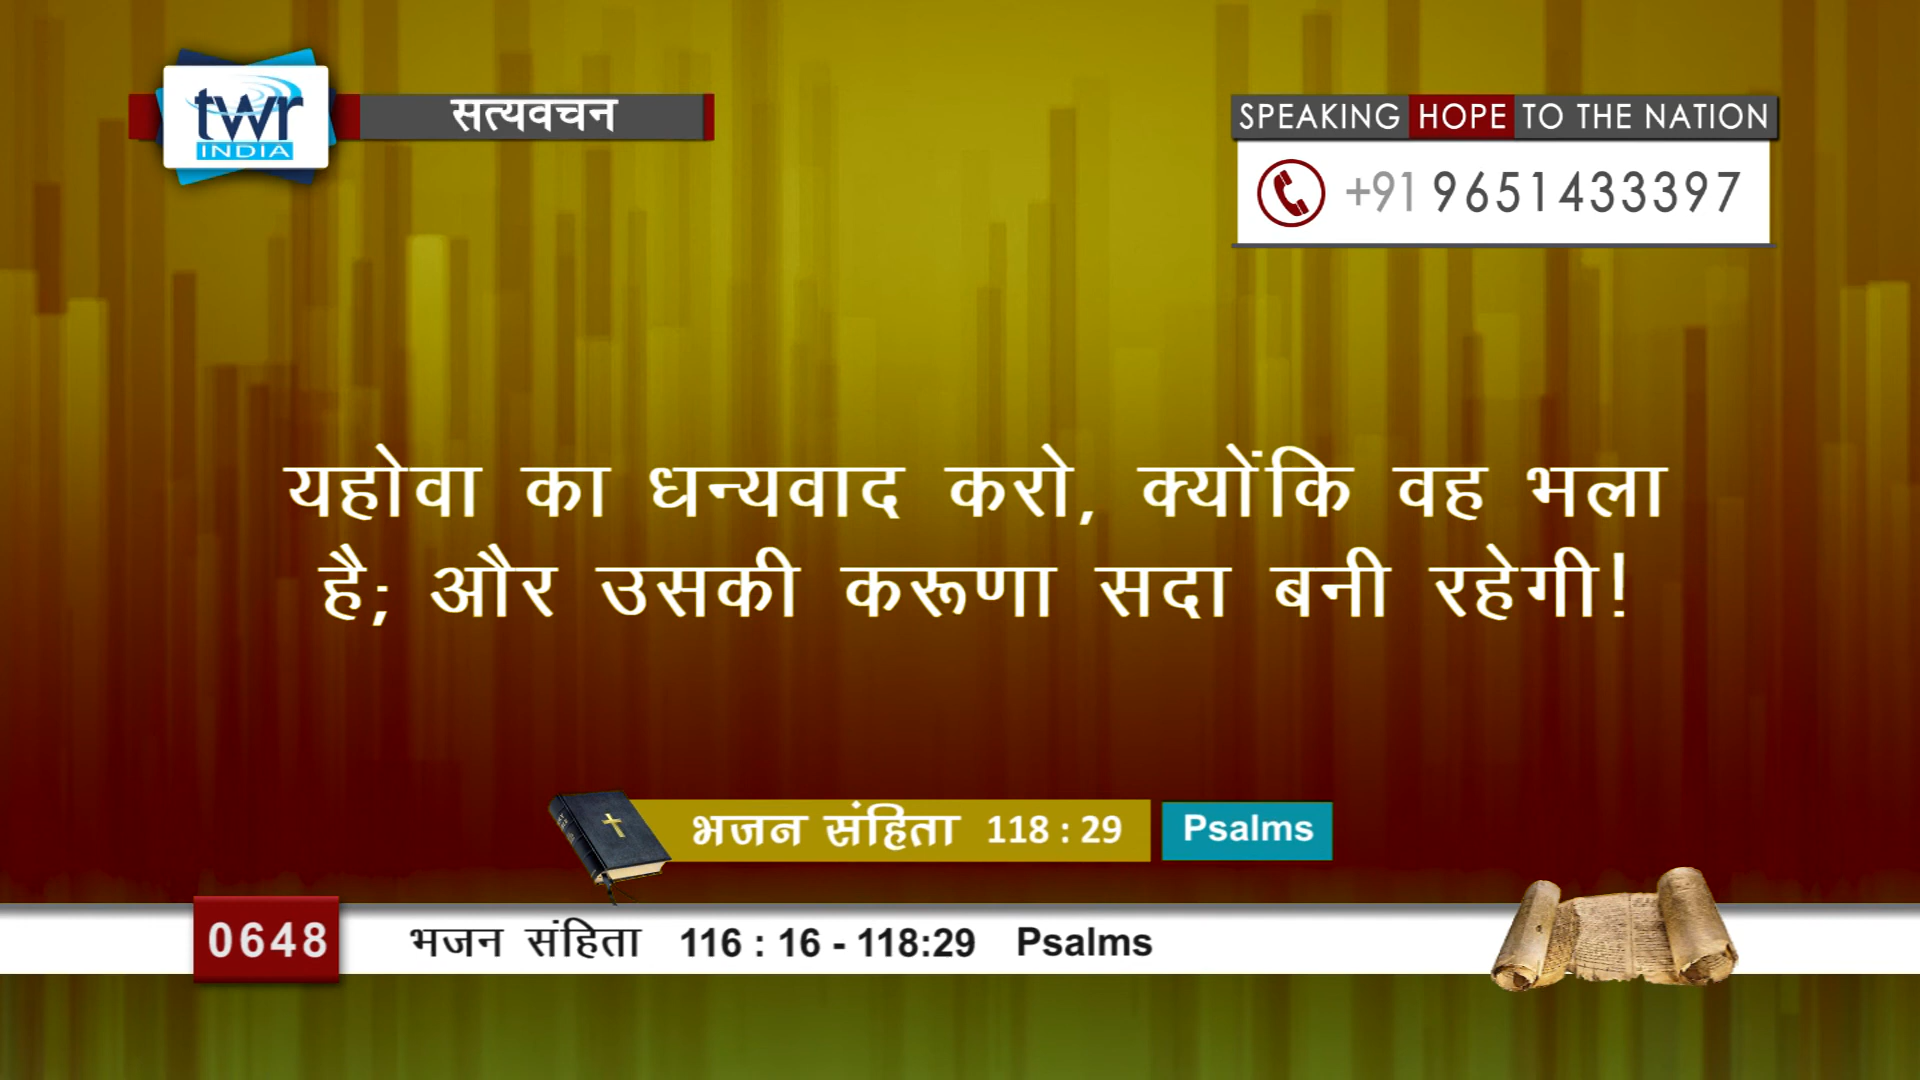 twr
INDIA
सत्यवचन
SPEAKING HOPE TO THE NATION
+91 9651433397
यहोवा का धन्यवाद करो, क्योंकि वह भला
है; और उसकी करूणा सदा बनी रहेगी!
भजन संहिता 118 : 29 Psalms
0648 भजन संहिता 116 : 16 - 118:29 Psalms